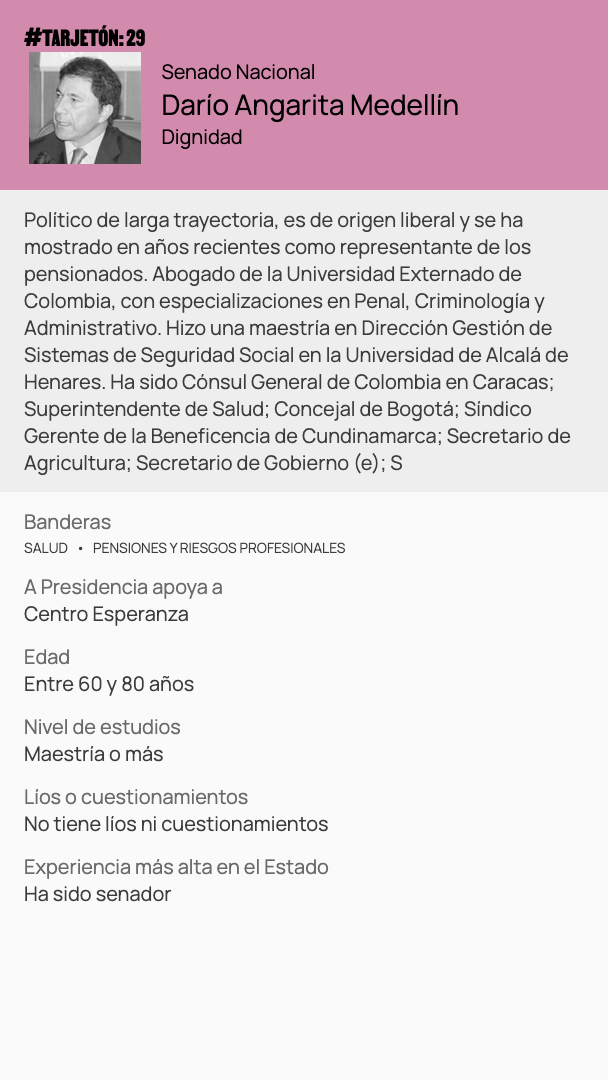 #TARJETÓN: 29
Senado Nacional
Darío Angarita Medellín
Dignidad
Político de larga trayectoria, es de origen liberal y se ha
mostrado en años recientes como representante de los
pensionados. Abogado de la Universidad Externado de
Colombia, con especializaciones en Penal, Criminología y
Administrativo. Hizo una maestría en Dirección Gestión de
Sistemas de Seguridad Social en la Universidad de Alcalá de
Henares. Ha sido Cónsul General de Colombia en Caracas;
Superintendente de Salud; Concejal de Bogotá; Síndico
Gerente de la Beneficencia de Cundinamarca; Secretario de
Agricultura; Secretario de Gobierno (e); S
Banderas
SALUD • PENSIONES Y RIESGOS PROFESIONALES
A Presidencia apoya a
Centro Esperanza
Edad
Entre 60 y 80 años
Nivel de estudios
Maestría o más
Líos o cuestionamientos
No tiene líos ni cuestionamientos
Experiencia más alta en el Estado
Ha sido senador